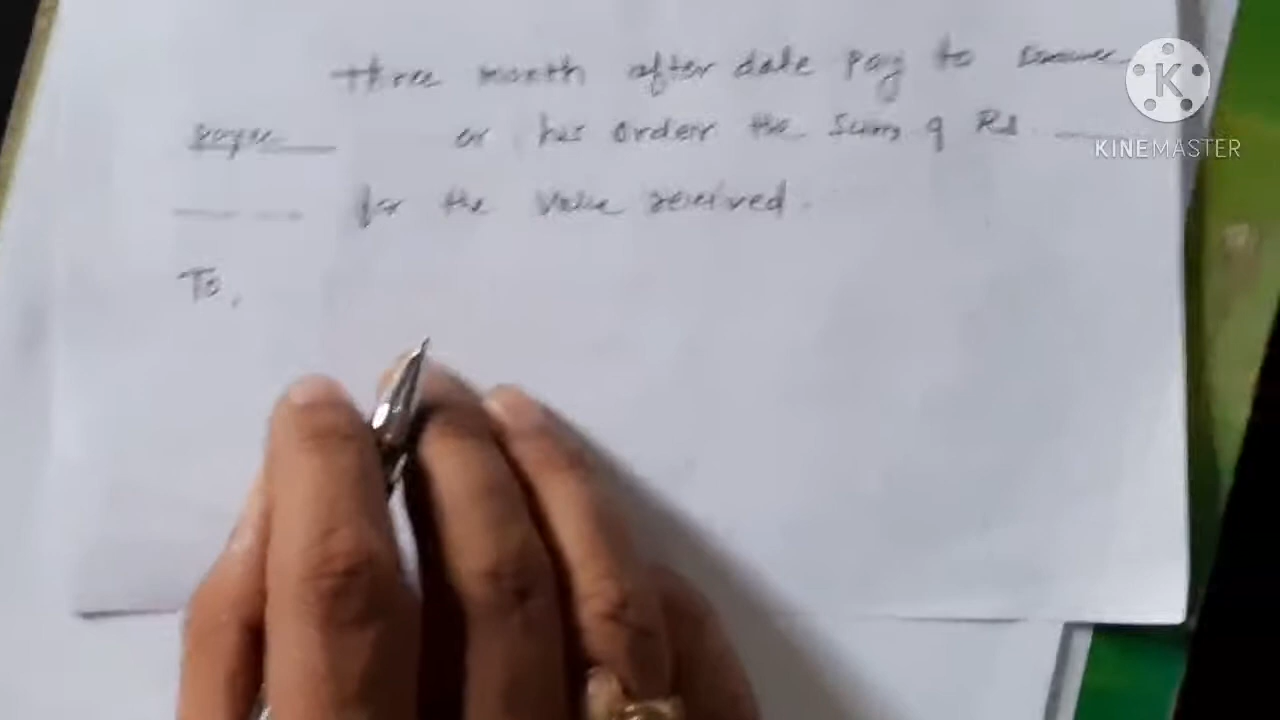 three month after date pay to
payee or his order the sum of Rs
for the value received.
To,
K
KINEMASTER